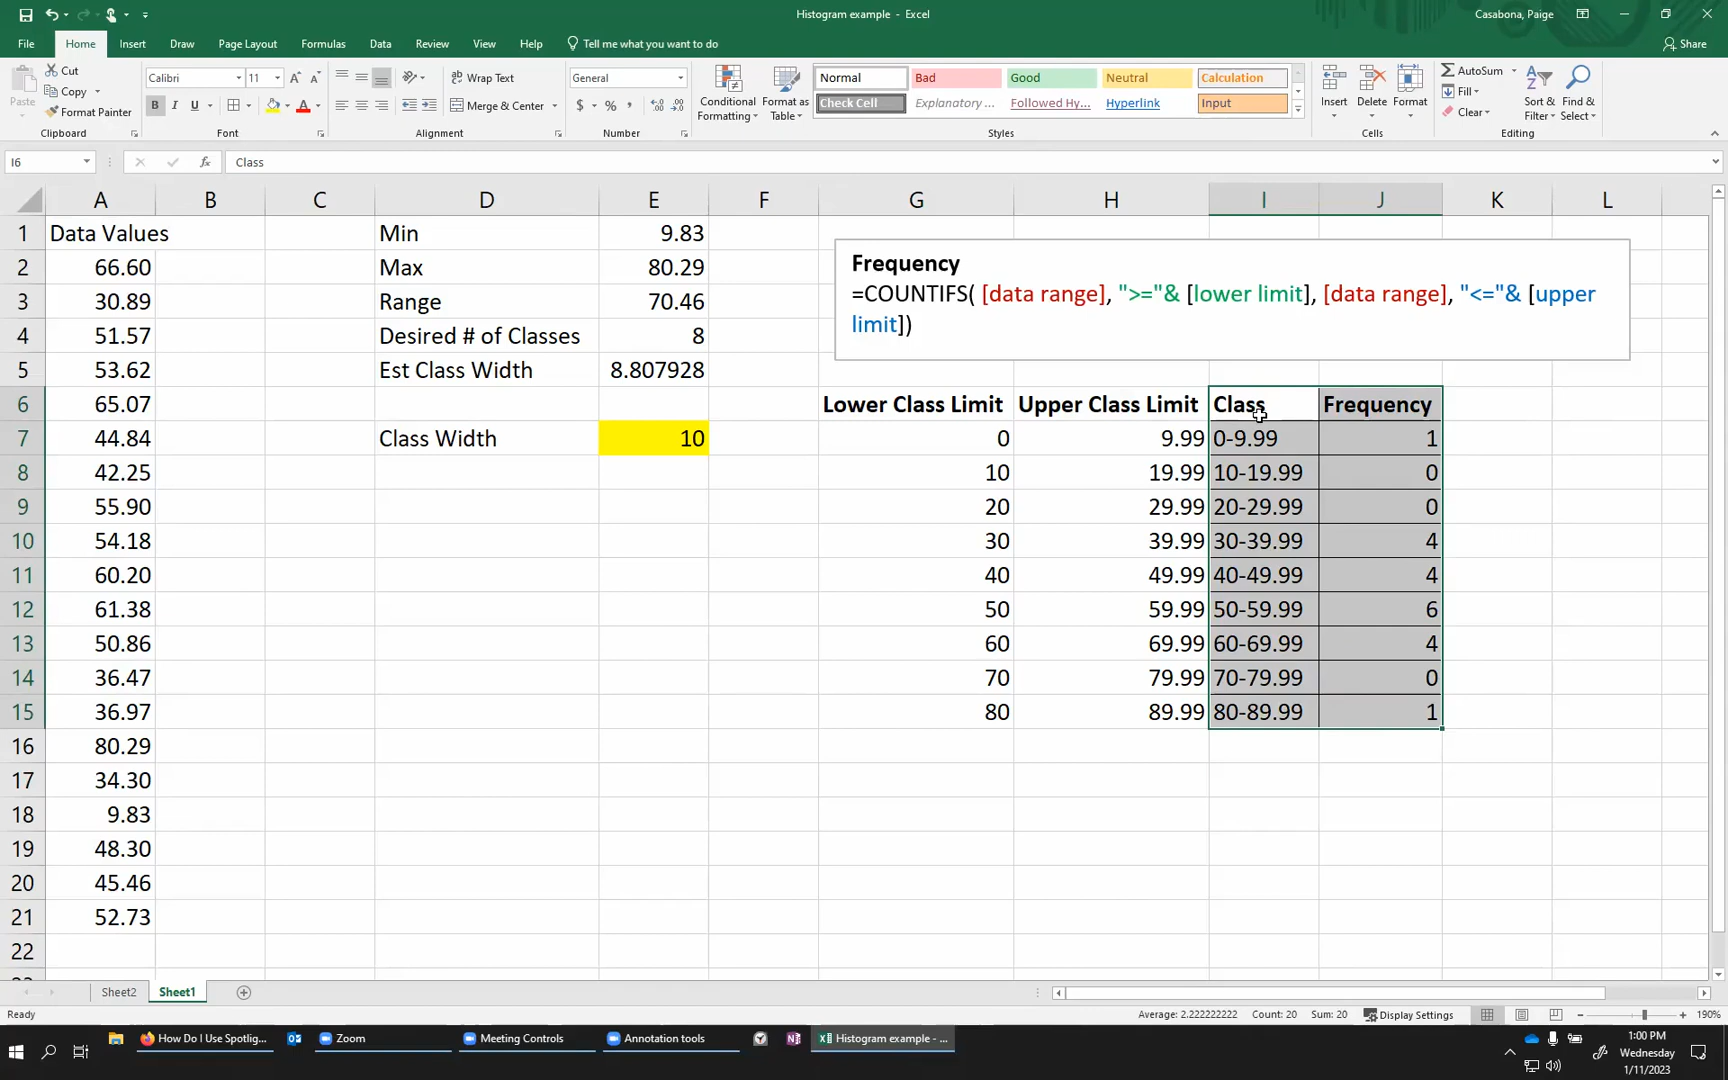 Histogram example - Excel
Casabona, Paige
File Home Insert Draw Page Layout Formulas Data Review View Help Tell me what you want to do Share
Paste
Cut
Copy
Format Painter
Clipboard
Calibri 11
B I U
Font
Wrap Text
Merge & Center
Alignment
General
$ % ,
Number
Conditional Formatting
Format as Table
Normal Bad Good Neutral Calculation
Check Cell Explanatory ... Followed Hy... Hyperlink Input
Styles
Insert Delete Format
Cells
AutoSum
Fill
Clear
Sort & Filter
Find & Select
Editing
I6 fx Class
A B C D E F G H I J K L
1 Data Values Min 9.83
2 66.60 Max 80.29
3 30.89 Range 70.46
4 51.57 Desired # of Classes 8
5 53.62 Est Class Width 8.807928
Frequency
=COUNTIFS( [data range], ">="& [lower limit], [data range], "<="& [upper
limit])
6 65.07 Lower Class Limit Upper Class Limit Class Frequency
7 44.84 Class Width 10 0 9.99 0-9.99 1
8 42.25 10 19.99 10-19.99 0
9 55.90 20 29.99 20-29.99 0
10 54.18 30 39.99 30-39.99 4
11 60.20 40 49.99 40-49.99 4
12 61.38 50 59.99 50-59.99 6
13 50.86 60 69.99 60-69.99 4
14 36.47 70 79.99 70-79.99 0
15 36.97 80 89.99 80-89.99 1
16 80.29
17 34.30
18 9.83
19 48.30
20 45.46
21 52.73
22
Sheet2 Sheet1
Ready Average: 2.222222222 Count: 20 Sum: 20 Display Settings 190%
How Do I Use Spotlig... Zoom Meeting Controls Annotation tools Histogram example - ...
1:00 PM
Wednesday
1/11/2023